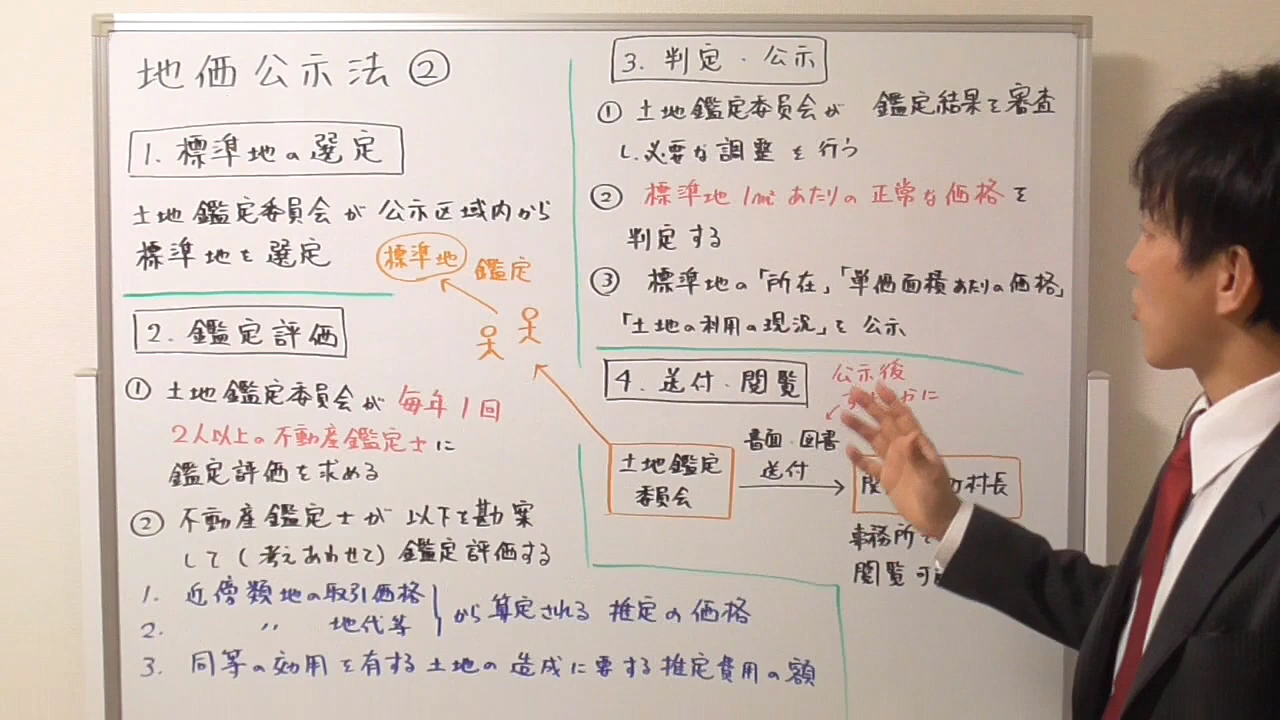 地価公示法②
1. 標準地の選定
土地鑑定委員会が公示区域内から
標準地を選定
標準地 鑑定
2. 鑑定評価
① 土地鑑定委員会が毎年1回
2人以上の不動産鑑定士に
鑑定評価を求める
② 不動産鑑定士が以下を勘案
して(考えあわせて)鑑定評価する
1. 近傍類地の取引価格
2. 〃 地代等
から算定される推定の価格
3. 同等の効用を有する土地の造成に要する推定費用の額
3. 判定・公示
① 土地鑑定委員会が 鑑定結果を審査
し、必要な調整を行う
② 標準地1㎡あたりの正常な価格を
判定する
③ 標準地の「所在」「単価面積あたりの価格」
「土地の利用の現況」を公示
4. 送付・閲覧
公示後
かに
土地鑑定
委員会
書面・図書
送付
関 町村長
事務所
閲覧可